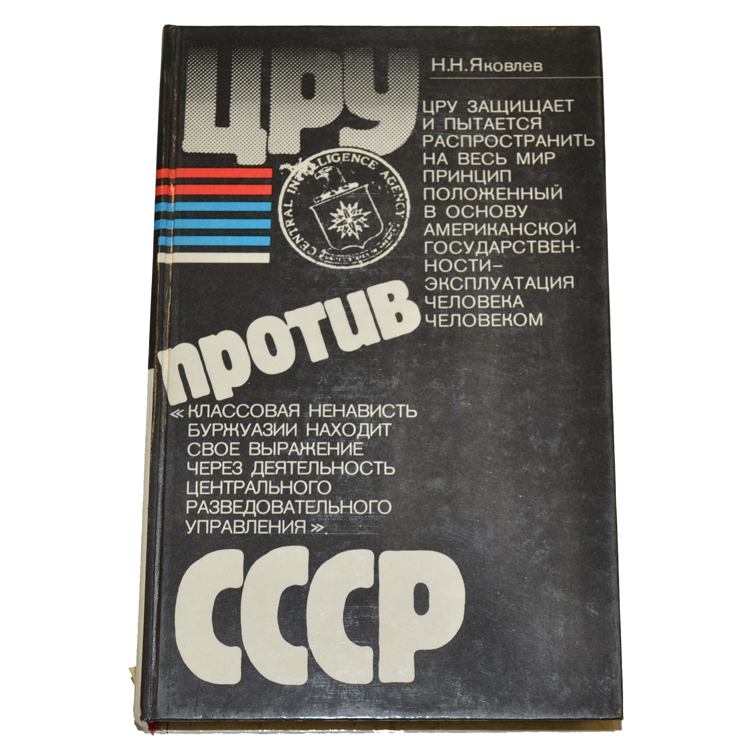 ЦРУ
Н.Н.Яковлев
ЦРУ ЗАЩИЩАЕТ
И ПЫТАЕТСЯ
РАСПРОСТРАНИТЬ
НА ВЕСЬ МИР
ПРИНЦИП
ПОЛОЖЕННЫЙ
В ОСНОВУ
АМЕРИКАНСКОЙ
ГОСУДАРСТВЕН-
НОСТИ–
ЭКСПЛУАТАЦИЯ
ЧЕЛОВЕКА
ЧЕЛОВЕКОМ
CENTRAL INTELLIGENCE AGENCY
против
«КЛАССОВАЯ НЕНАВИСТЬ
БУРЖУАЗИИ НАХОДИТ
СВОЕ ВЫРАЖЕНИЕ
ЧЕРЕЗ ДЕЯТЕЛЬНОСТЬ
ЦЕНТРАЛЬНОГО
РАЗВЕДОВАТЕЛЬНОГО
УПРАВЛЕНИЯ».
СССР